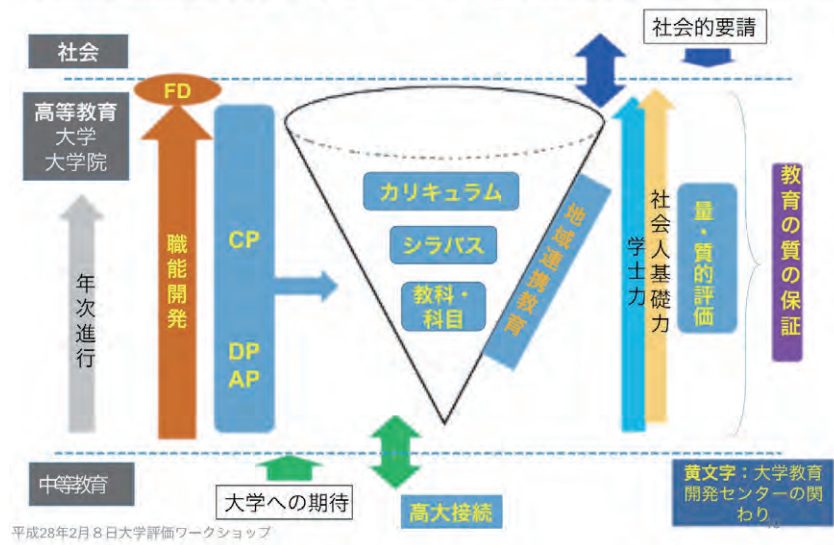 社会的要請
社会
FD
高等教育
大学
大学院
カリキュラム
シラバス
教科・
科目
地域連携教育
CP
DP
AP
職能開発
年次進行
学士力
社会人基礎力
量・質的評価
教育の質の保証
中等教育
大学への期待
高大接続
黄文字：大学教育
開発センターの関
わり
平成28年2月８日大学評価ワークショップ